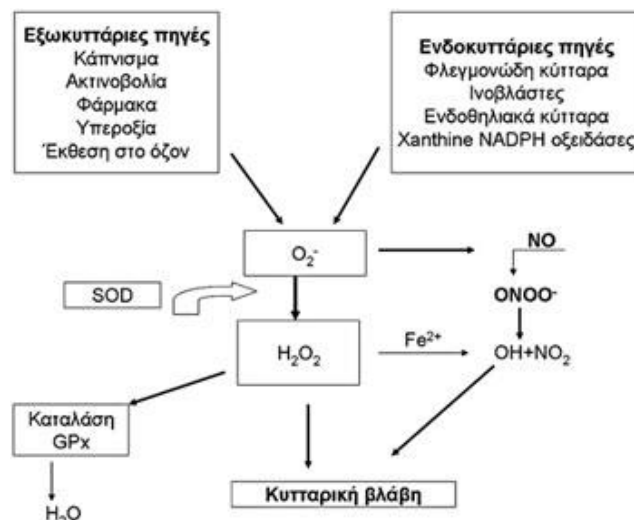 Εξωκυττάριες πηγές
Κάπνισμα
Ακτινοβολία
Φάρμακα
Υπεροξία
Έκθεση στο όζον
Ενδοκυττάριες πηγές
Φλεγμονώδη κύτταρα
Ινοβλάστες
Ενδοθηλιακά κύτταρα
Xanthine NADPH οξειδάσες
O₂⁻
NO
SOD
ONOO⁻
H₂O₂
Fe²⁺
OH+NO₂
Καταλάση
GPx
Κυτταρική βλάβη
H₂O